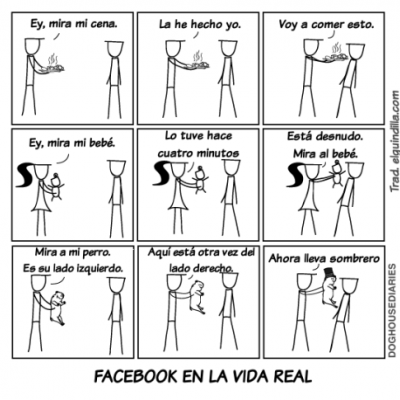 Ey, mira mi cena.
La he hecho yo.
Voy a comer esto.
Ey, mira mi bebé.
Lo tuve hace
cuatro minutos
Está desnudo.
Mira al bebé.
Mira a mi perro.
Es su lado izquierdo.
Aquí está otra vez del
lado derecho.
Ahora lleva sombrero
Trad. elquindilla.com
DOGHOUSEDIARIES
FACEBOOK EN LA VIDA REAL